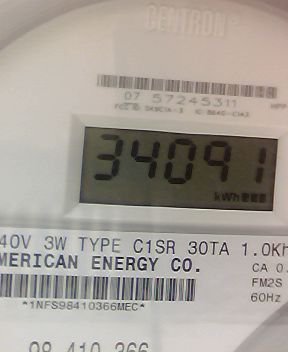 CENTRON®
07 57245311
34091
kWh
40V 3W TYPE C1SR 30TA 1.0Kh
MERICAN ENERGY CO.
CA 0.
FM2S
60Hz
*1NFS98410366MEC*
98 410 366